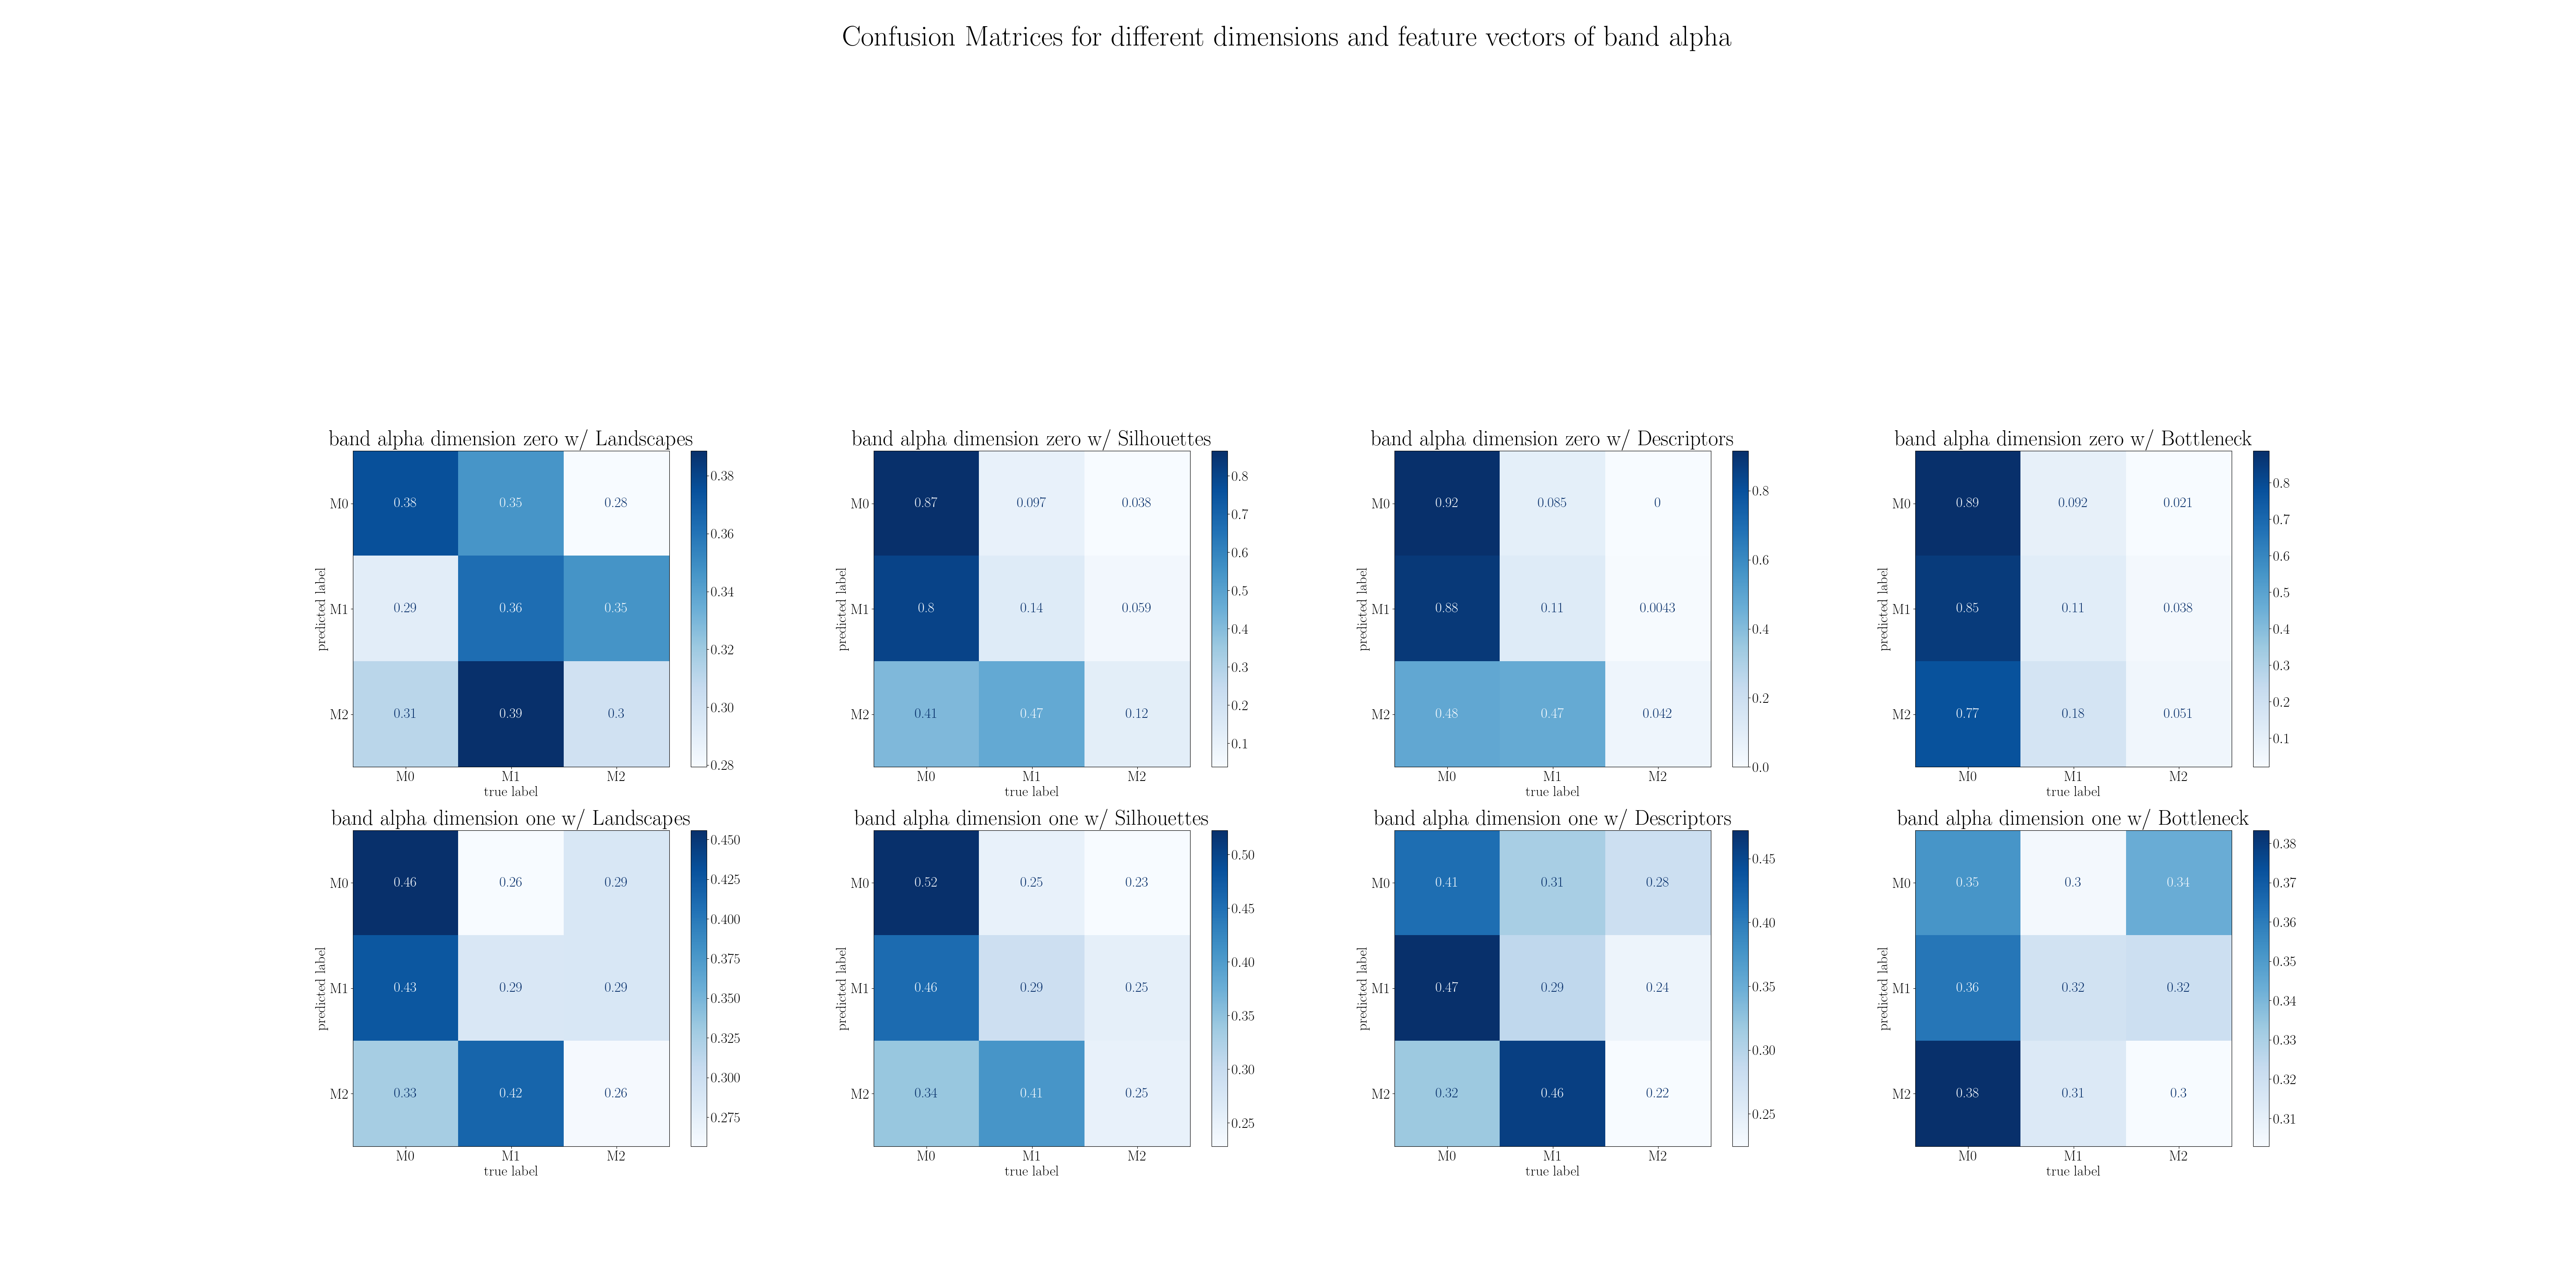 Confusion Matrices for different dimensions and feature vectors of band alpha
band alpha dimension zero w/ Landscapes
predicted label
M0 0.38 0.35 0.28
M1 0.29 0.36 0.35
M2 0.31 0.39 0.3
M0 M1 M2
true label
0.38
0.36
0.34
0.32
0.30
0.28
band alpha dimension zero w/ Silhouettes
predicted label
M0 0.87 0.097 0.038
M1 0.8 0.14 0.059
M2 0.41 0.47 0.12
M0 M1 M2
true label
0.8
0.7
0.6
0.5
0.4
0.3
0.2
0.1
band alpha dimension zero w/ Descriptors
predicted label
M0 0.92 0.085 0
M1 0.88 0.11 0.0043
M2 0.48 0.47 0.042
M0 M1 M2
true label
0.8
0.6
0.4
0.2
0.0
band alpha dimension zero w/ Bottleneck
predicted label
M0 0.89 0.092 0.021
M1 0.85 0.11 0.038
M2 0.77 0.18 0.051
M0 M1 M2
true label
0.8
0.7
0.6
0.5
0.4
0.3
0.2
0.1
band alpha dimension one w/ Landscapes
predicted label
M0 0.46 0.26 0.29
M1 0.43 0.29 0.29
M2 0.33 0.42 0.26
M0 M1 M2
true label
0.450
0.425
0.400
0.375
0.350
0.325
0.300
0.275
band alpha dimension one w/ Silhouettes
predicted label
M0 0.52 0.25 0.23
M1 0.46 0.29 0.25
M2 0.34 0.41 0.25
M0 M1 M2
true label
0.50
0.45
0.40
0.35
0.30
0.25
band alpha dimension one w/ Descriptors
predicted label
M0 0.41 0.31 0.28
M1 0.47 0.29 0.24
M2 0.32 0.46 0.22
M0 M1 M2
true label
0.45
0.40
0.35
0.30
0.25
band alpha dimension one w/ Bottleneck
predicted label
M0 0.35 0.3 0.34
M1 0.36 0.32 0.32
M2 0.38 0.31 0.3
M0 M1 M2
true label
0.38
0.37
0.36
0.35
0.34
0.33
0.32
0.31